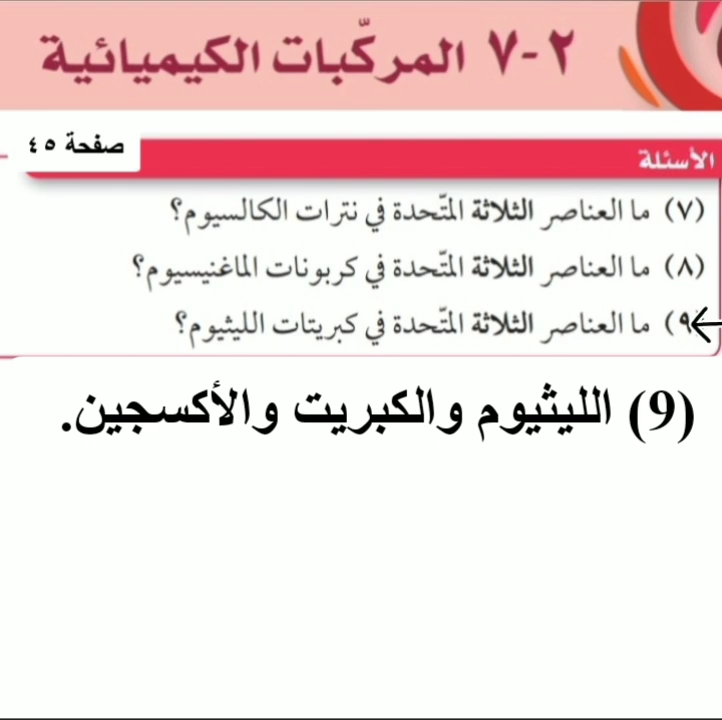 ٢-٧ المركّبات الكيميائية
صفحة ٤٥
الأسئلة
(٧) ما العناصر الثلاثة المتّحدة في نترات الكالسيوم؟
(٨) ما العناصر الثلاثة المتّحدة في كربونات الماغنيسيوم؟
(٩) ما العناصر الثلاثة المتّحدة في كبريتات الليثيوم؟
(9) الليثيوم والكبريت والأكسجين.